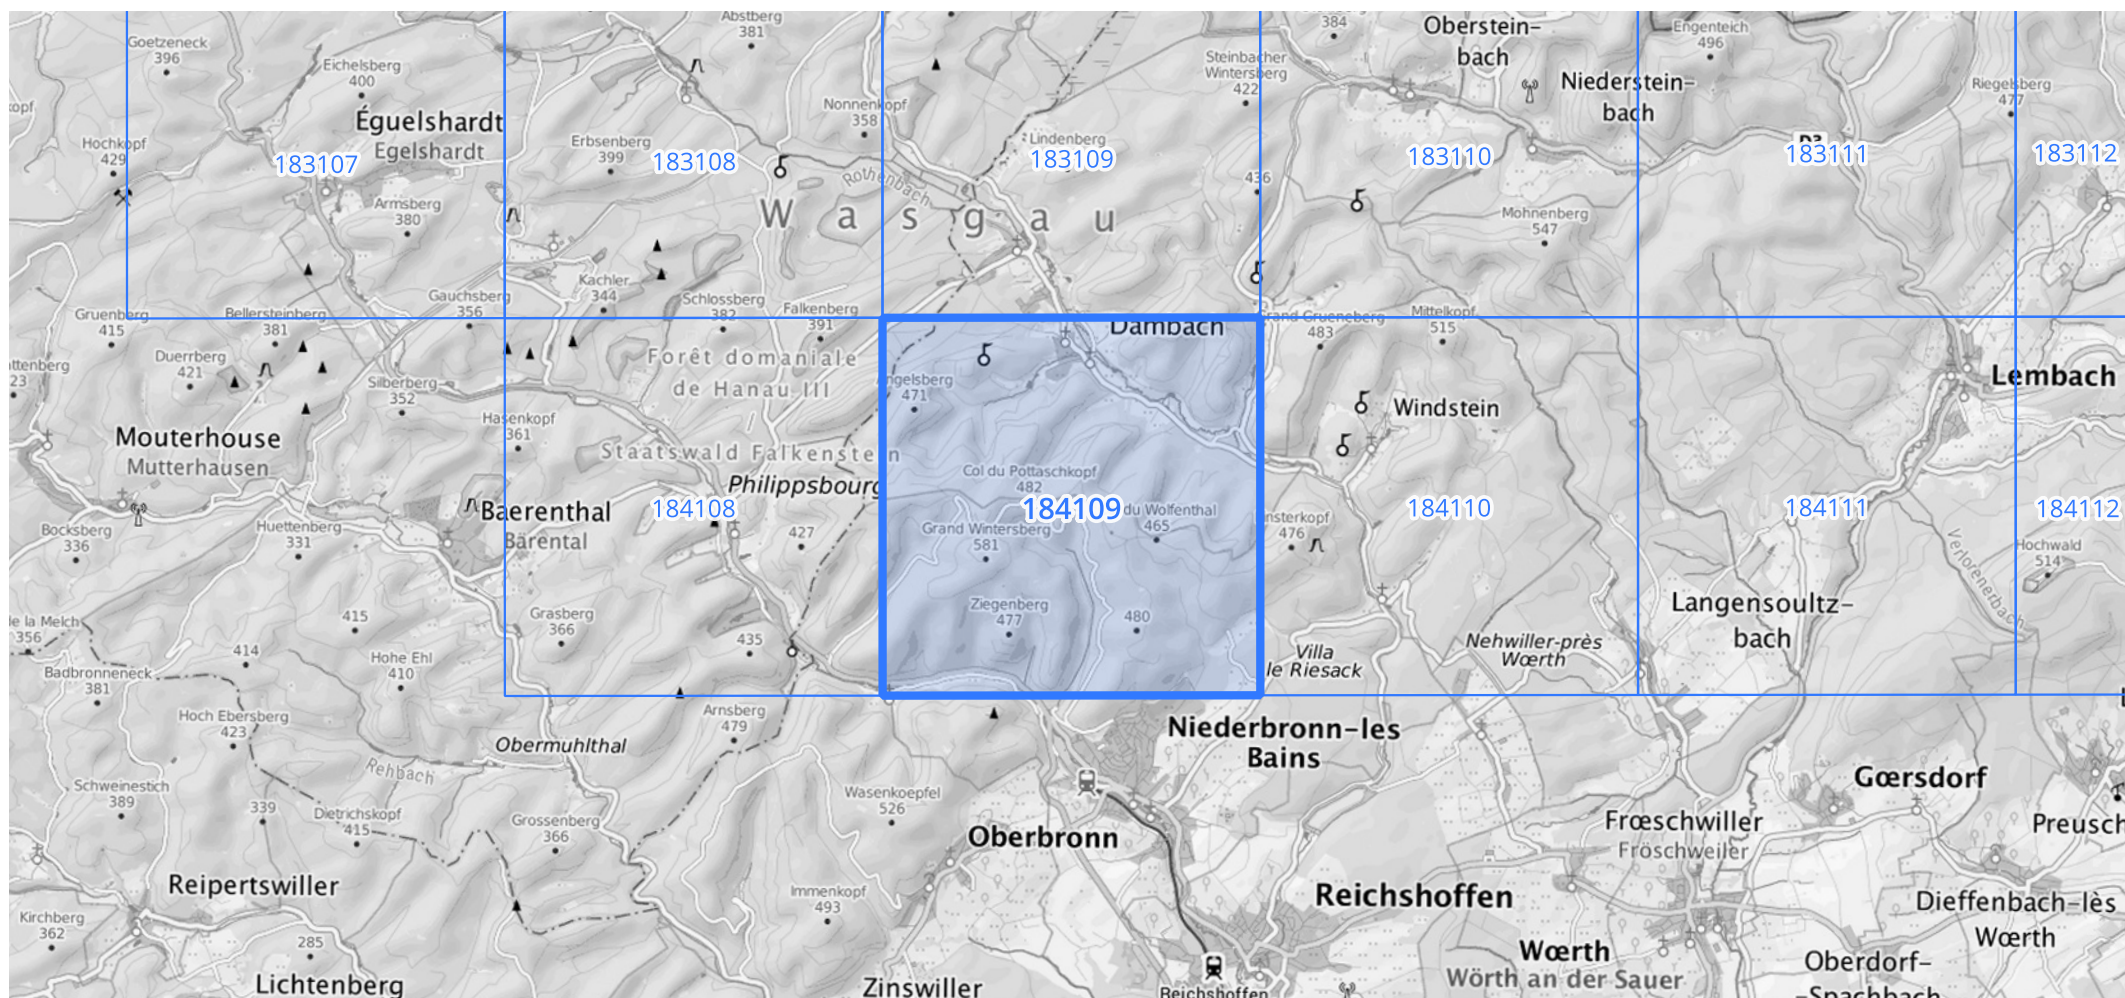 Goetzeneck
396
Eichelsberg
400
Abstberg
381
384
Oberstein-
bach
Engenteich
496
Steinbacher
Wintersberg
422
Niederstein-
bach
Riegelsberg
477
Hochkopf
429
Éguelshardt
Egelshardt
183107
Erbsenberg
399
183108
Nonnenkopf
358
Lindenberg
183109
183110
D3
183111
183112
Armsberg
380
Rothenbach
436
Wasgau
Mohnenberg
547
Gruenberg
415
Bellersteinberg
381
Gauchsberg
356
Kachler
344
Schlossberg
382
Falkenberg
391
Dambach
Grand Grueneberg
483
Mittelkopf
515
Duerrberg
421
Silberberg
352
Forêt domaniale
de Hanau III
Lembach
Hasenkopf
361
Windstein
Mouterhouse
Mutterhausen
Staatswald Falkenstein
Philippsbourg
Col du Pottaschkopf
482
Baerenthal
Bärental
184108
184109
du Wolfenthal
465
184110
184111
184112
Bocksberg
336
Huettenberg
331
427
Grand Wintersberg
581
476
Hochwald
514
Verlorenerbach
de la Melch
356
415
Grasberg
366
Ziegenberg
477
480
Langensoultz-
bach
414
435
Villa
le Riesack
Nehwiller-près
Wœrth
Badbronneneck
381
Hohe Ehl
410
Hoch Ebersberg
423
Arnsberg
479
Niederbronn-les
Bains
Obermuhlthal
Rehbach
Schweinestich
389
339
Dietrichskopf
415
Grossenberg
366
Wasenkoepfel
526
Gœrsdorf
Oberbronn
Frœschwiller
Fröschweiler
Preusch
Reipertswiller
Immenkopf
493
Reichshoffen
Dieffenbach-lès
Wœrth
Kirchberg
362
285
Wœrth
Wörth an der Sauer
Oberdorf-
-Spachbach
Lichtenberg
Zinswiller
Reichshoffen